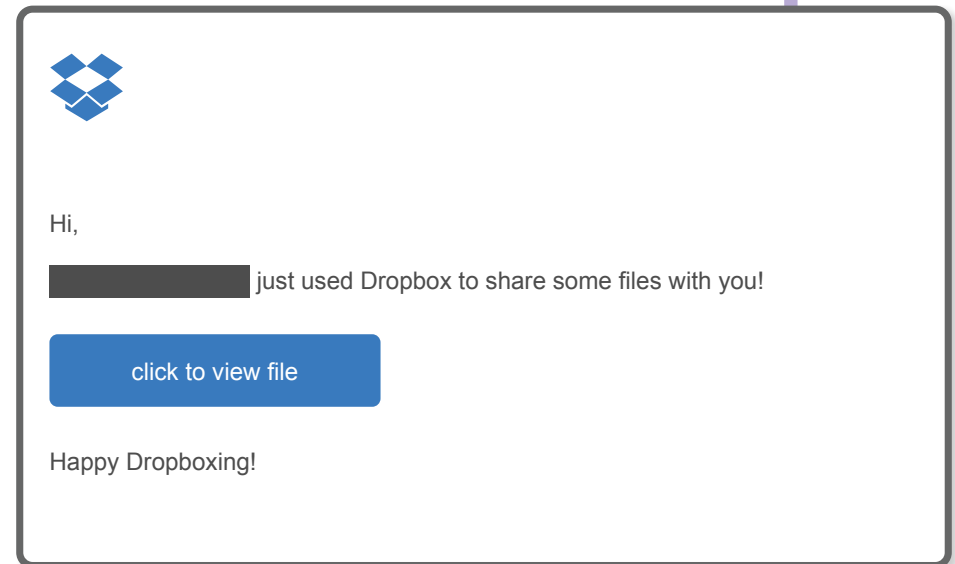 Hi,
just used Dropbox to share some files with you!
click to view file
Happy Dropboxing!